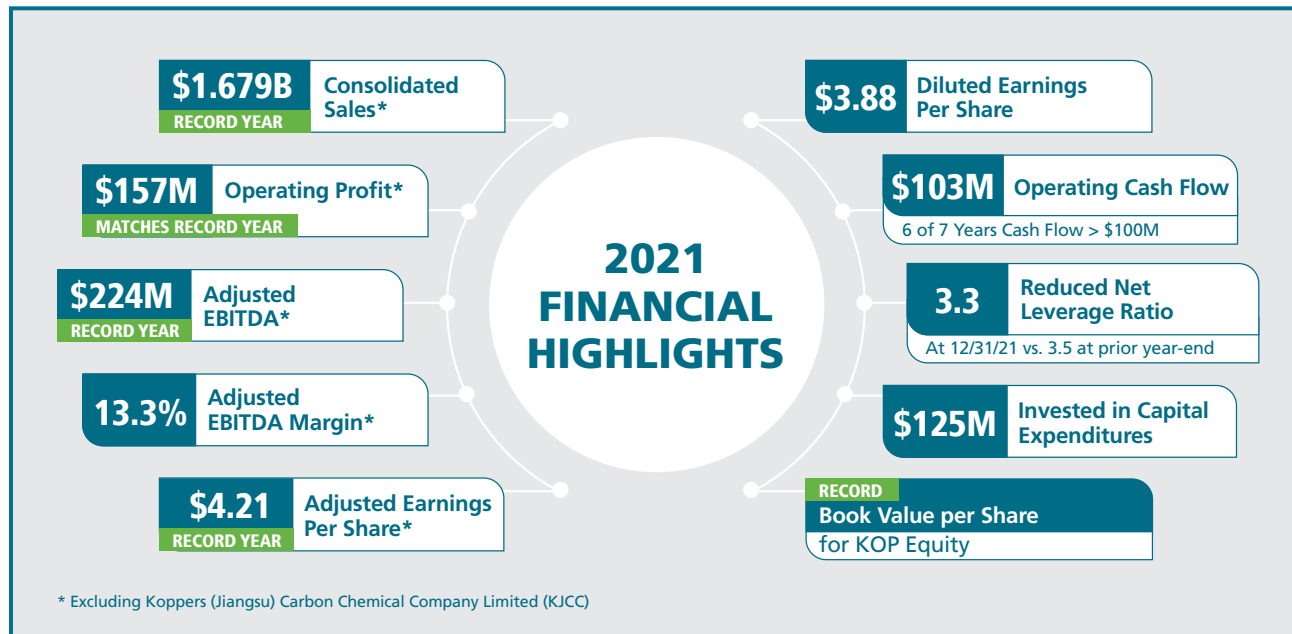 2021
FINANCIAL
HIGHLIGHTS
$1.679B
RECORD YEAR
Consolidated
Sales*
$157M
MATCHES RECORD YEAR
Operating Profit*
$224M
RECORD YEAR
Adjusted
EBITDA*
13.3%
Adjusted
EBITDA Margin*
$4.21
RECORD YEAR
Adjusted Earnings
Per Share*
$3.88
Diluted Earnings
Per Share
$103M
Operating Cash Flow
6 of 7 Years Cash Flow > $100M
3.3
Reduced Net
Leverage Ratio
At 12/31/21 vs. 3.5 at prior year-end
$125M
Invested in Capital
Expenditures
RECORD
Book Value per Share
for KOP Equity
* Excluding Koppers (Jiangsu) Carbon Chemical Company Limited (KJCC)